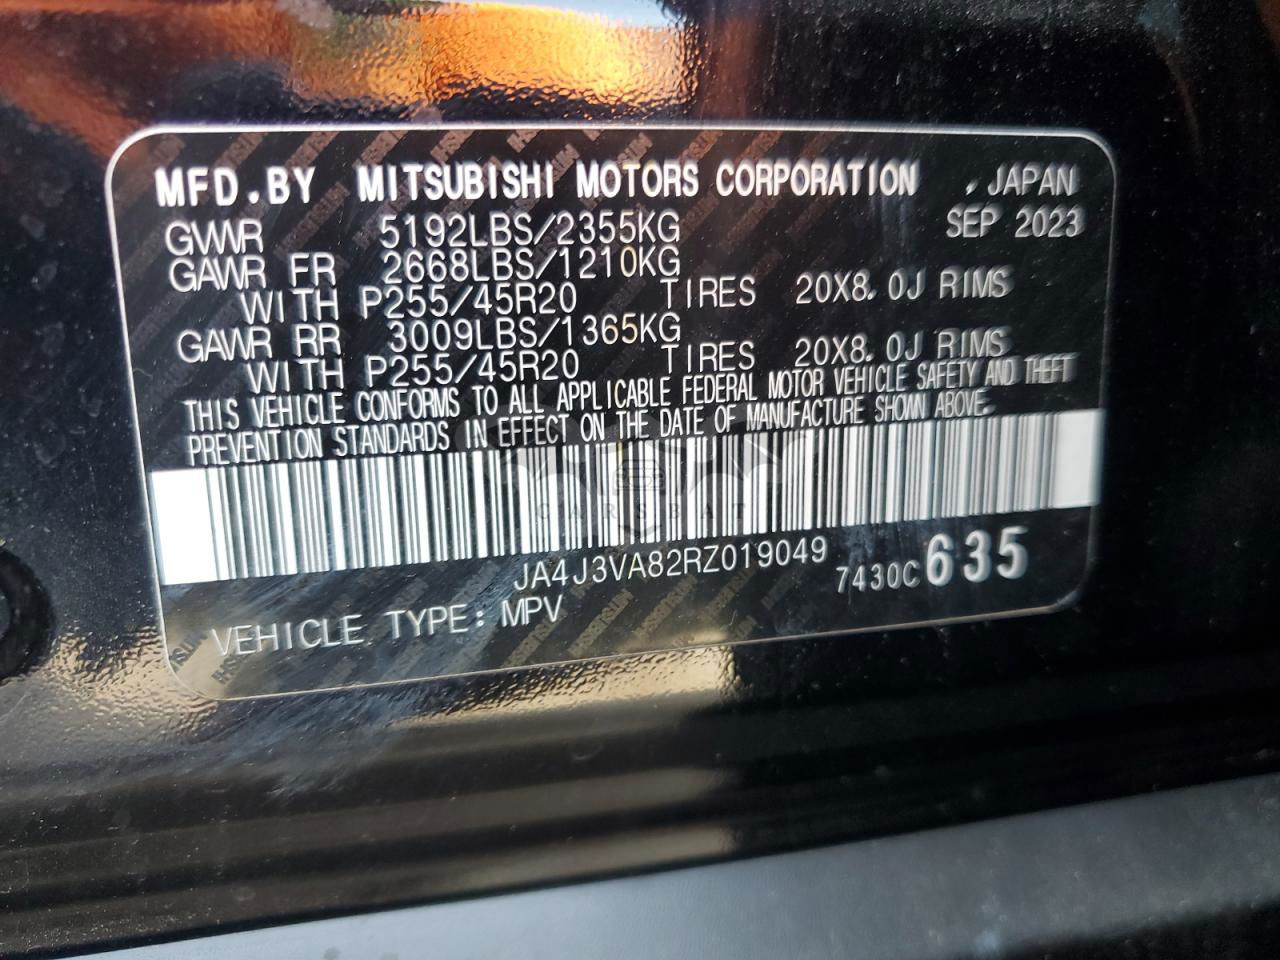 MFD.BY MITSUBISHI MOTORS CORPORATION , JAPAN
GVWR 5192LBS/2355KG SEP 2023
GAWR FR 2668LBS/1210KG
WITH P255/45R20 TIRES 20X8.0J RIMS
GAWR RR 3009LBS/1365KG
WITH P255/45R20 TIRES 20X8.0J RIMS
THIS VEHICLE CONFORMS TO ALL APPLICABLE FEDERAL MOTOR VEHICLE SAFETY AND THEFT
PREVENTION STANDARDS IN EFFECT ON THE DATE OF MANUFACTURE SHOWN ABOVE.
CARSBAT
JA4J3VA82RZ019049 7430C635
VEHICLE TYPE: MPV